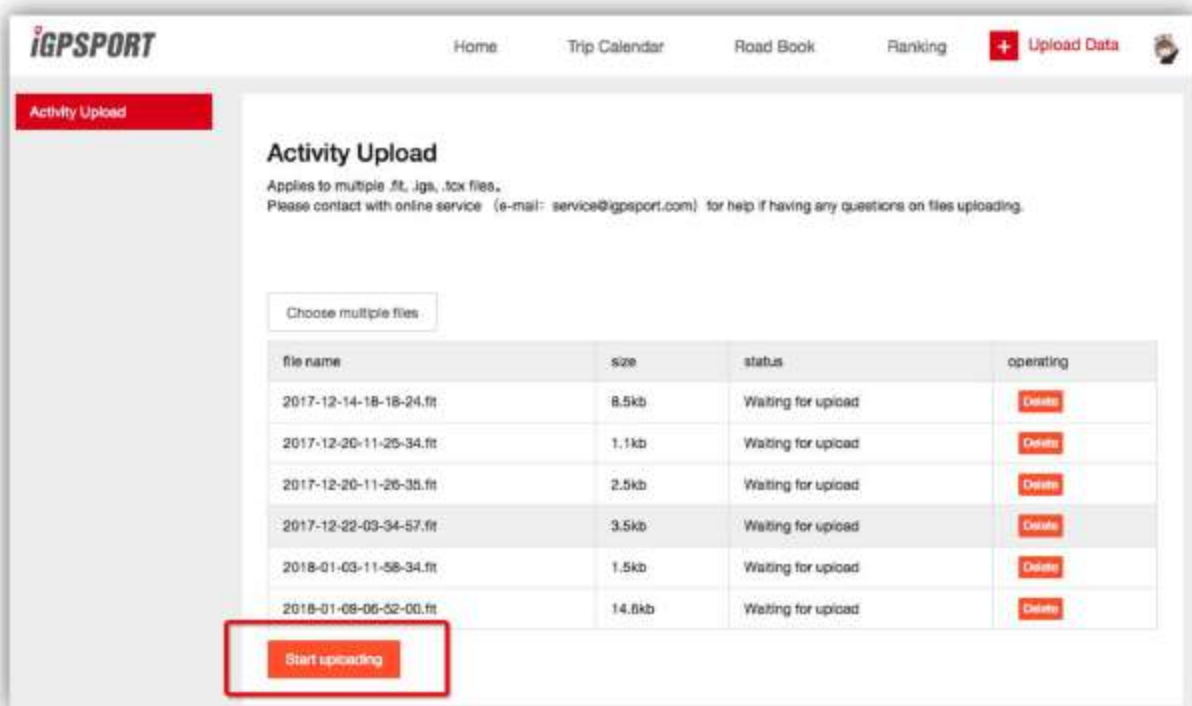 iGPSPORT
Home Trip Calendar Road Book Ranking + Upload Data
Activity Upload
Activity Upload
Applies to multiple .fit, .igs, .tcx files。
Please contact with online service （e-mail：service@igpsport.com）for help if having any questions on files uploading.
Choose multiple files
file name size status operating
2017-12-14-18-18-24.fit 8.5kb Waiting for upload Delete
2017-12-20-11-25-34.fit 1.1kb Waiting for upload Delete
2017-12-20-11-26-35.fit 2.5kb Waiting for upload Delete
2017-12-22-03-34-57.fit 3.5kb Waiting for upload Delete
2018-01-03-11-58-34.fit 1.5kb Waiting for upload Delete
2018-01-09-06-52-00.fit 14.6kb Waiting for upload Delete
Start uploading